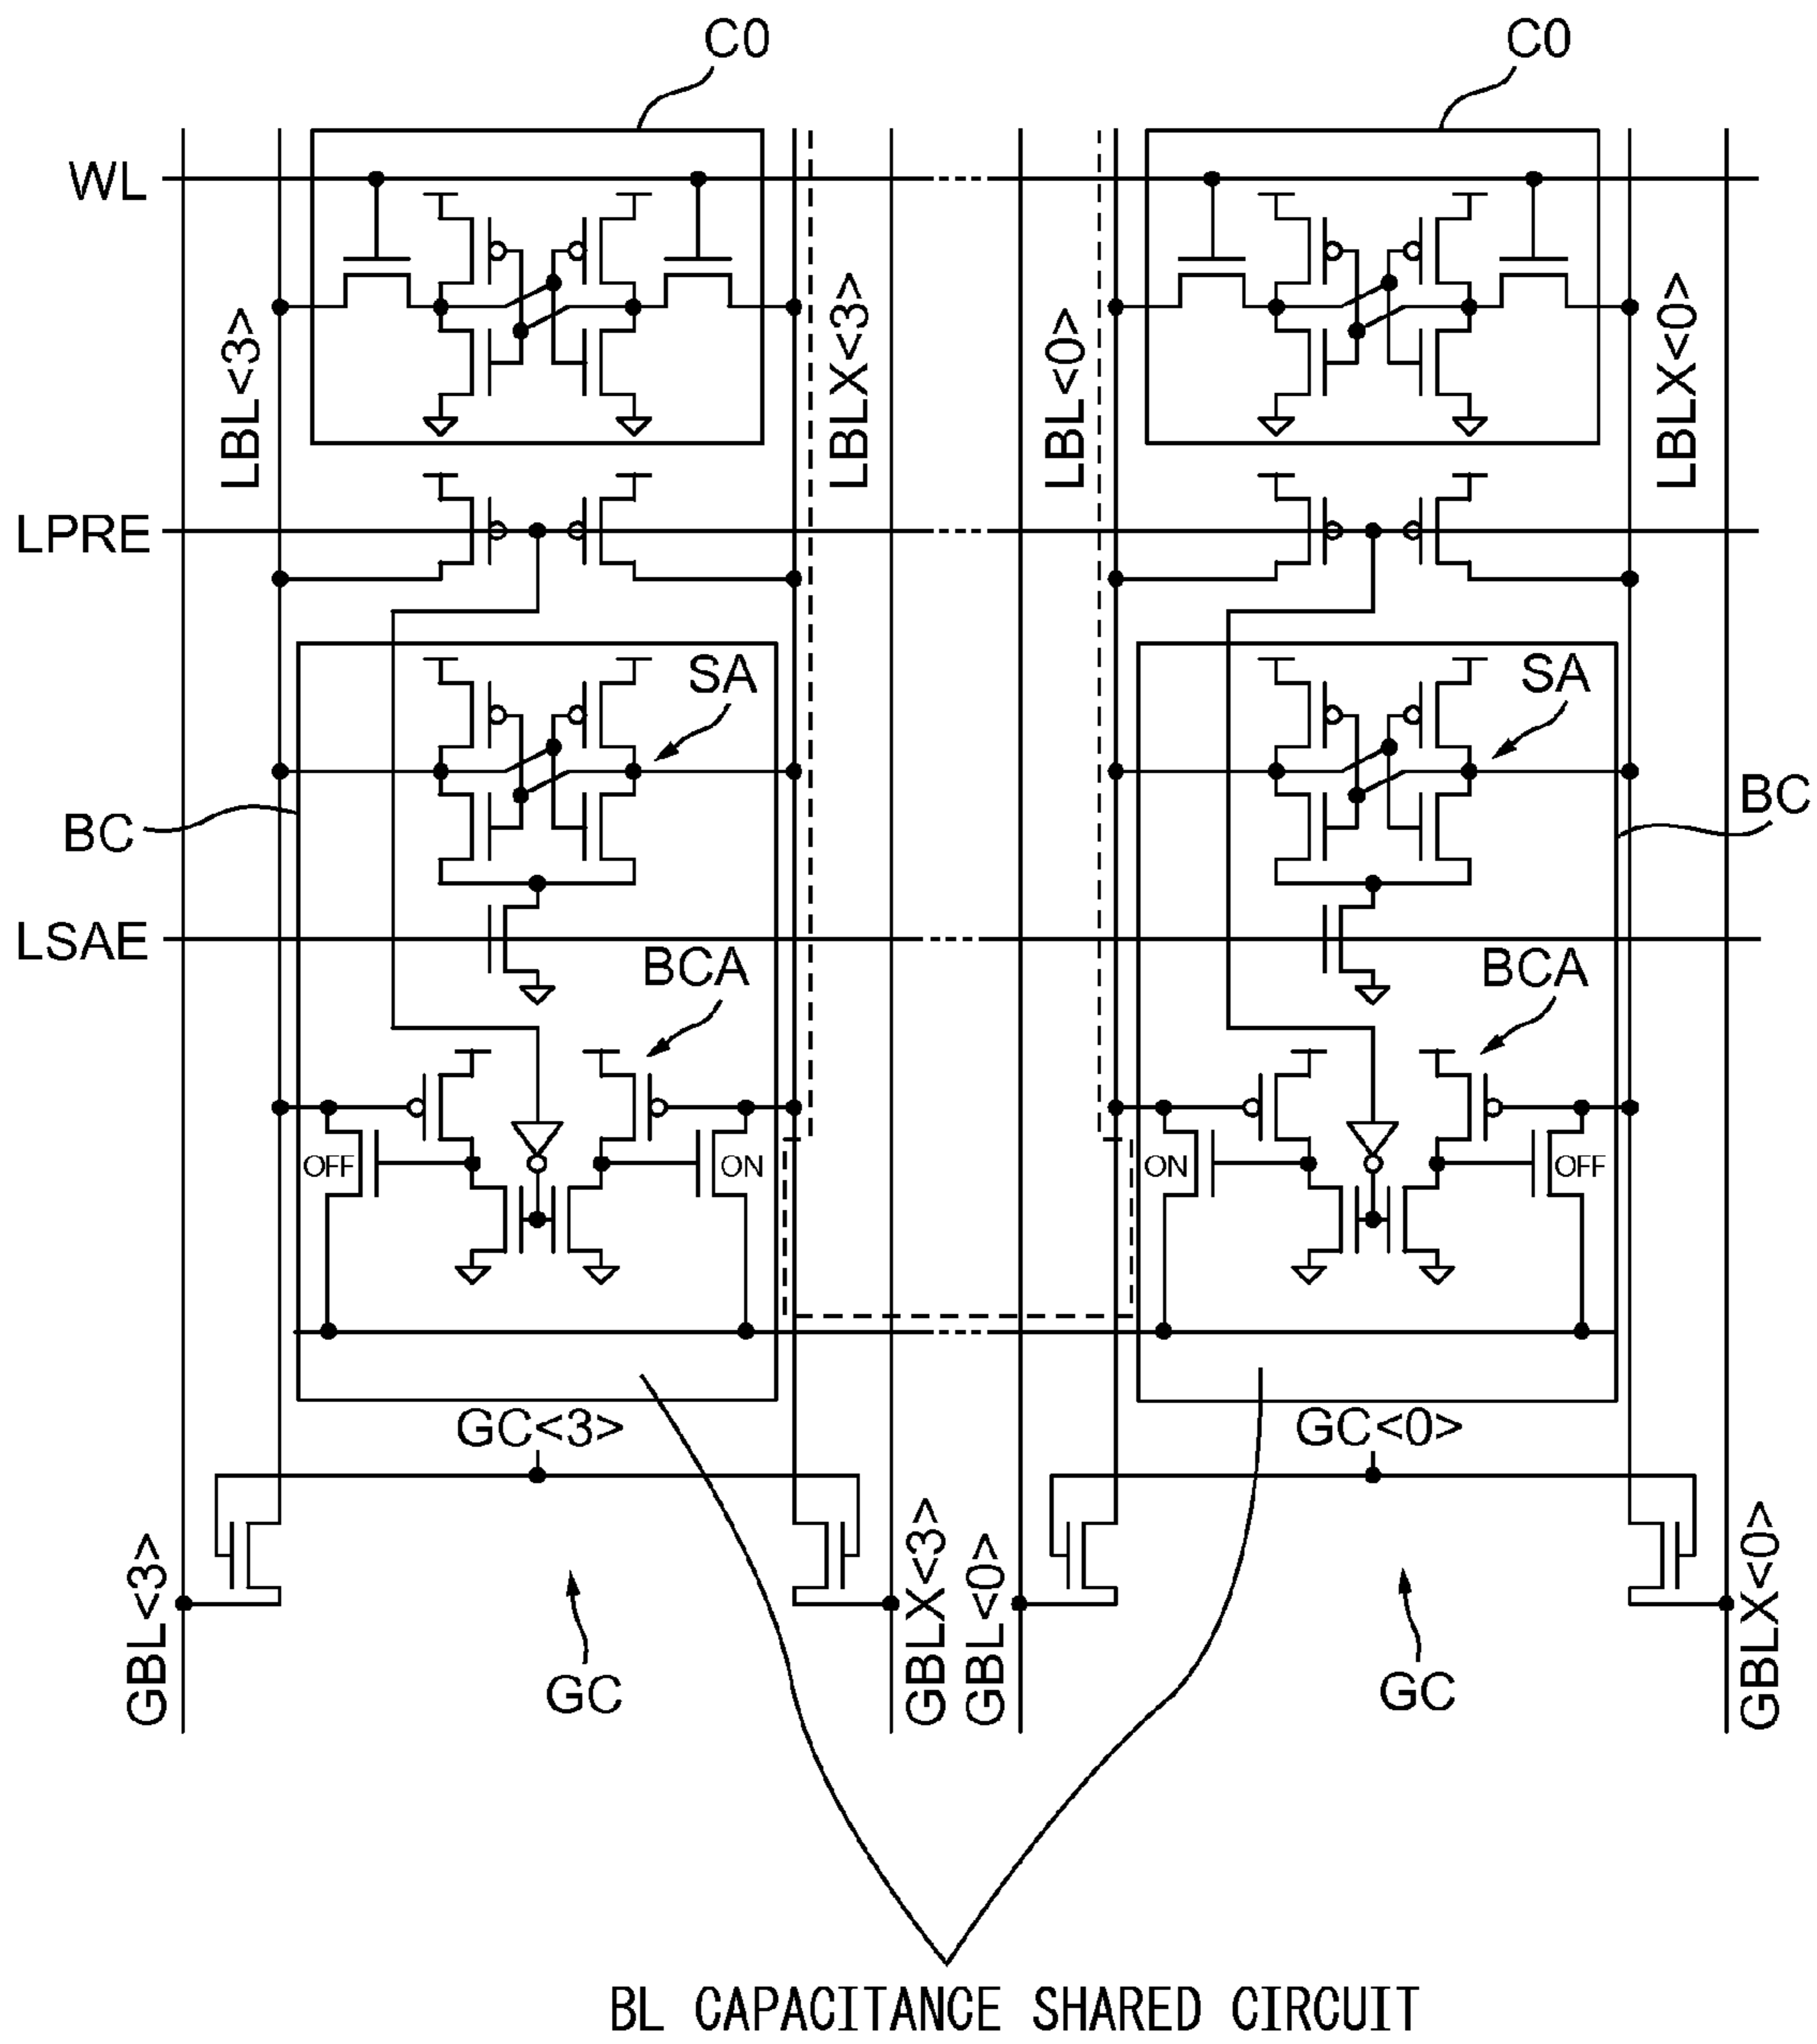 C0 C0
WL
LBL<3>
LBLX<3>
LBL<0>
LBLX<0>
LPRE
SA SA
BC BC
LSAE
BCA BCA
OFF ON ON OFF
GC<3> GC<0>
GBL<3>
GBLX<3>
GBL<0>
GBLX<0>
GC GC
BL CAPACITANCE SHARED CIRCUIT